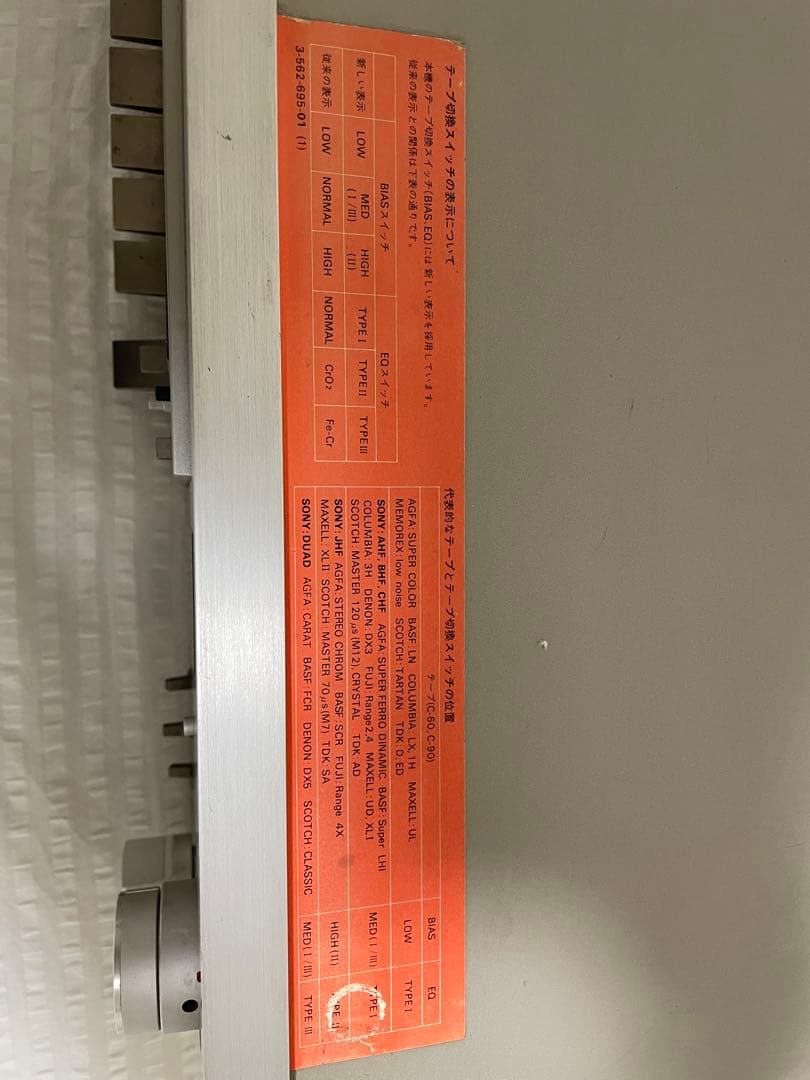 テープ切換スイッチの表示について
本機のテープ切換スイッチ(BIAS, EQ)には新しい表示を採用しています。
従来の表示との関係は下表の通りです。
BIASスイッチ EQスイッチ
新しい表示 LOW MED (I/III) HIGH (II) TYPE I TYPE II TYPE III
従来の表示 LOW NORMAL HIGH NORMAL CrO2 Fe-Cr
3-562-695-01 (1)
代表的なテープとテープ切換スイッチの位置
テープ(C-60, C-90) BIAS EQ
AGFA: SUPER COLOR BASF: LN COLUMBIA: LX, 1H MAXELL: UL
MEMOREX: low noise SCOTCH: TARTAN TDK: D, ED
LOW TYPE I
SONY: AHF, BHF, CHF AGFA: SUPER FERRO DINAMIC BASF: Super LHI
COLUMBIA: 3H DENON: DX3 FUJI: Range2,4 MAXELL: UD, XLI
SCOTCH: MASTER 120μs(M12), CRYSTAL TDK: AD
MED (I/III) TYPE I
SONY: JHF AGFA: STEREO CHROM BASF: SCR FUJI: Range 4X
MAXELL: XLII SCOTCH: MASTER 70μs(M7) TDK: SA
HIGH (II) TYPE II
SONY: DUAD AGFA: CARAT BASF: FCR DENON: DX5 SCOTCH: CLASSIC
MED (I/III) TYPE III